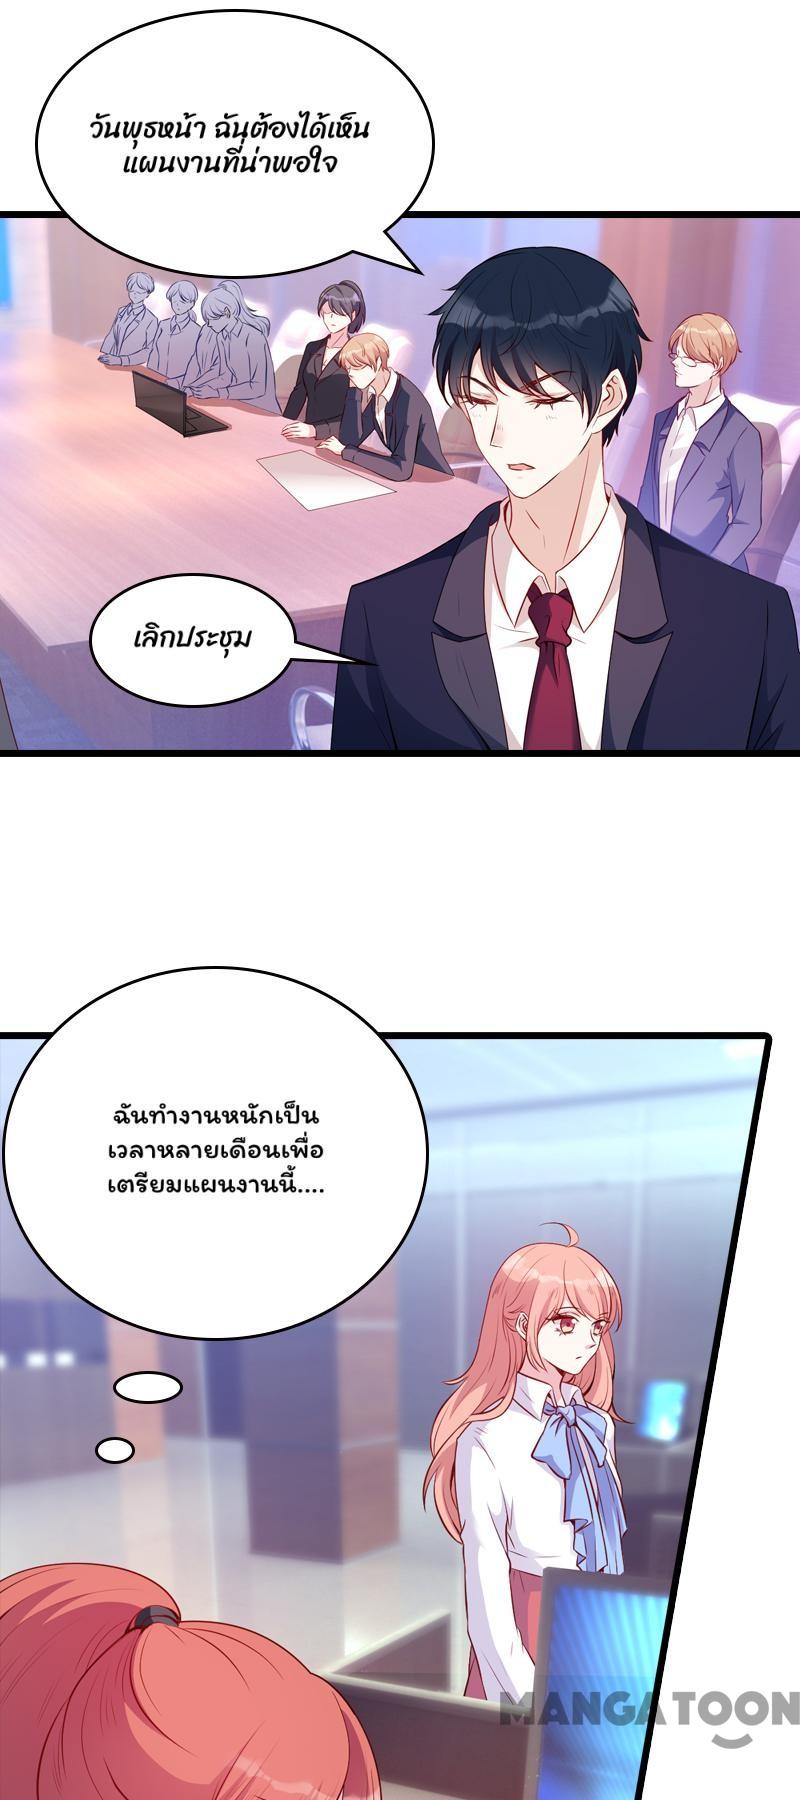 วันพุธหน้า ฉันต้องได้เห็น
แผนงานที่น่าพอใจ
เลิกประชุม
ฉันทำงานหนักเป็น
เวลาหลายเดือนเพื่อ
เตรียมแผนงานนี้....
MANGATOON